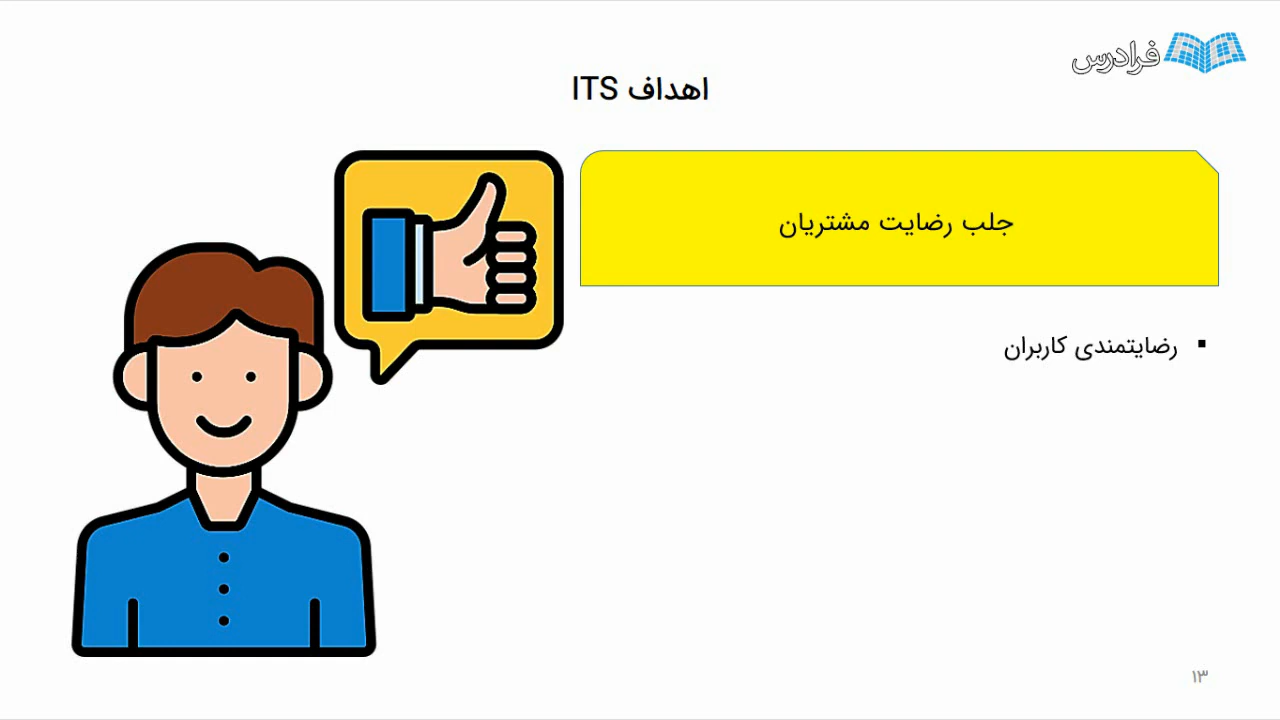 فرادرس
اهداف ITS
جلب رضایت مشتریان
▪ رضایتمندی کاربران
۱۳